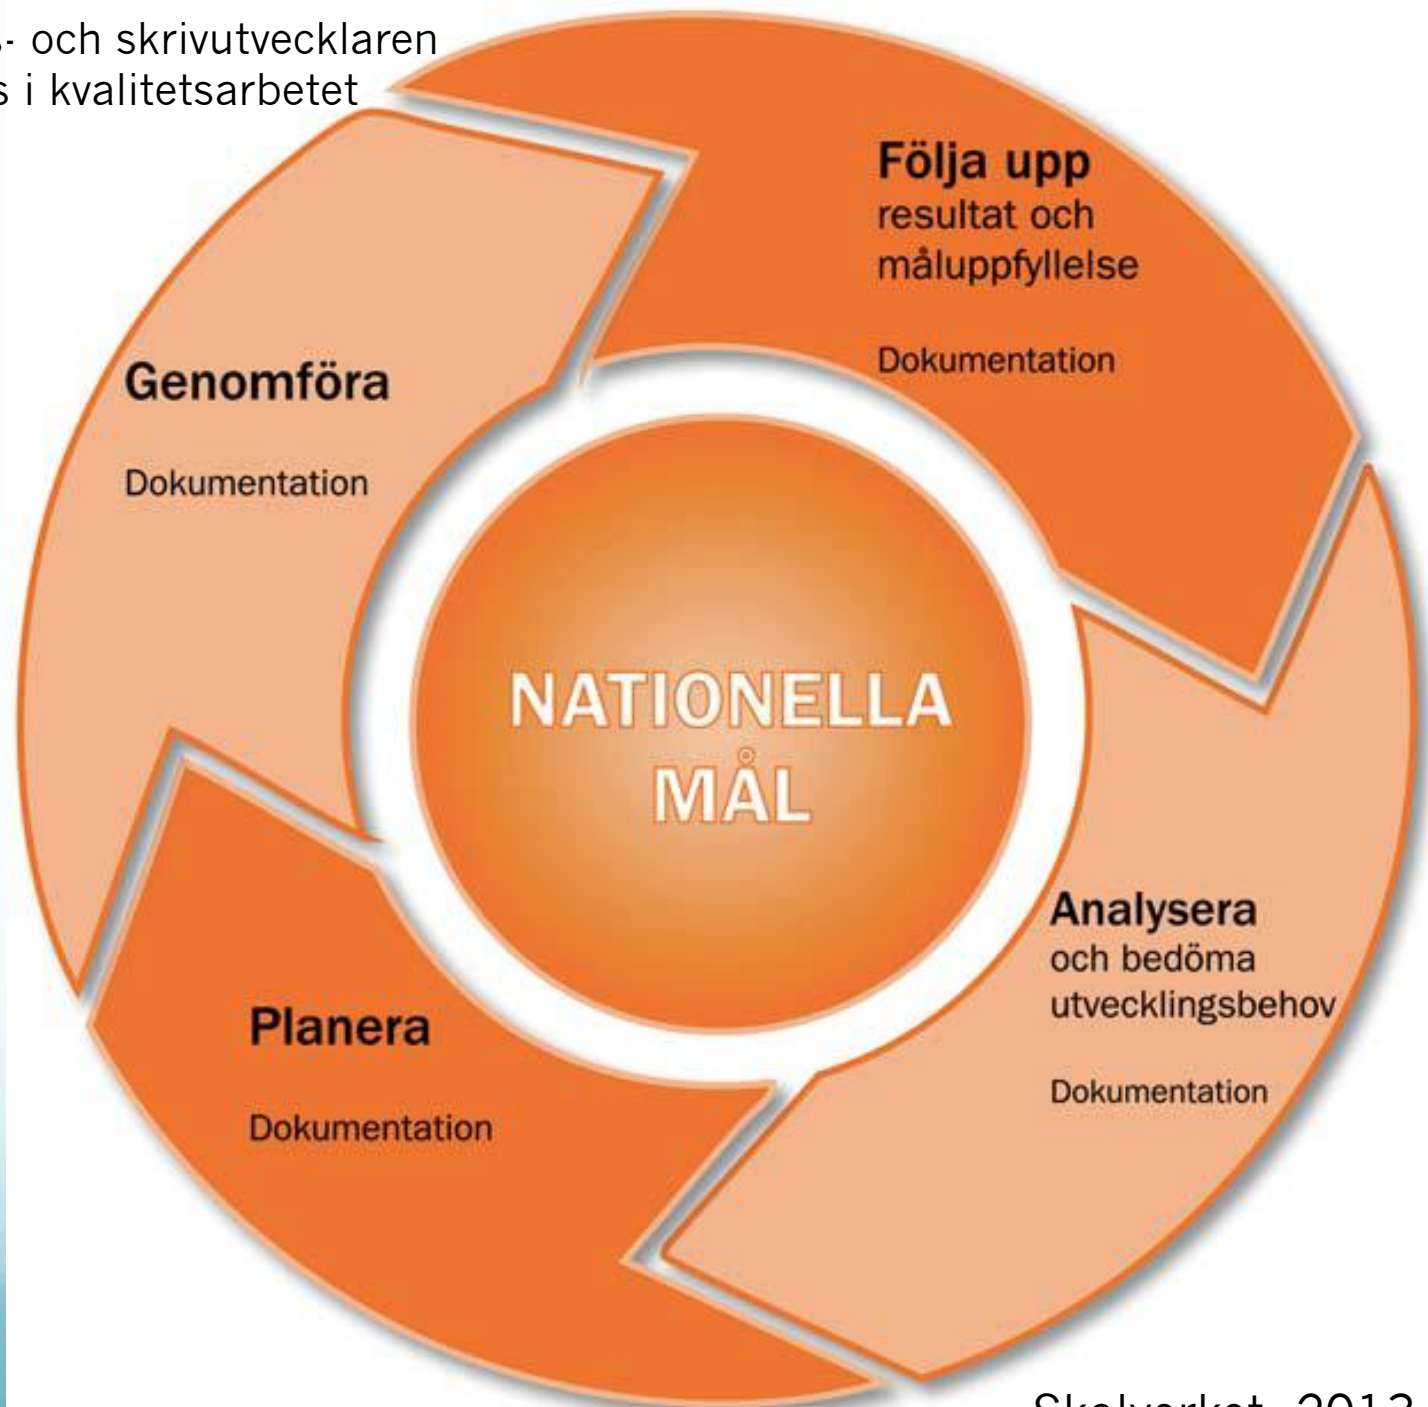 och skrivutvecklaren
i kvalitetsarbetet
Följa upp
resultat och
måluppfyllelse
Dokumentation
Genomföra
Dokumentation
NATIONELLA
MÅL
Analysera
och bedöma
utvecklingsbehov
Dokumentation
Planera
Dokumentation